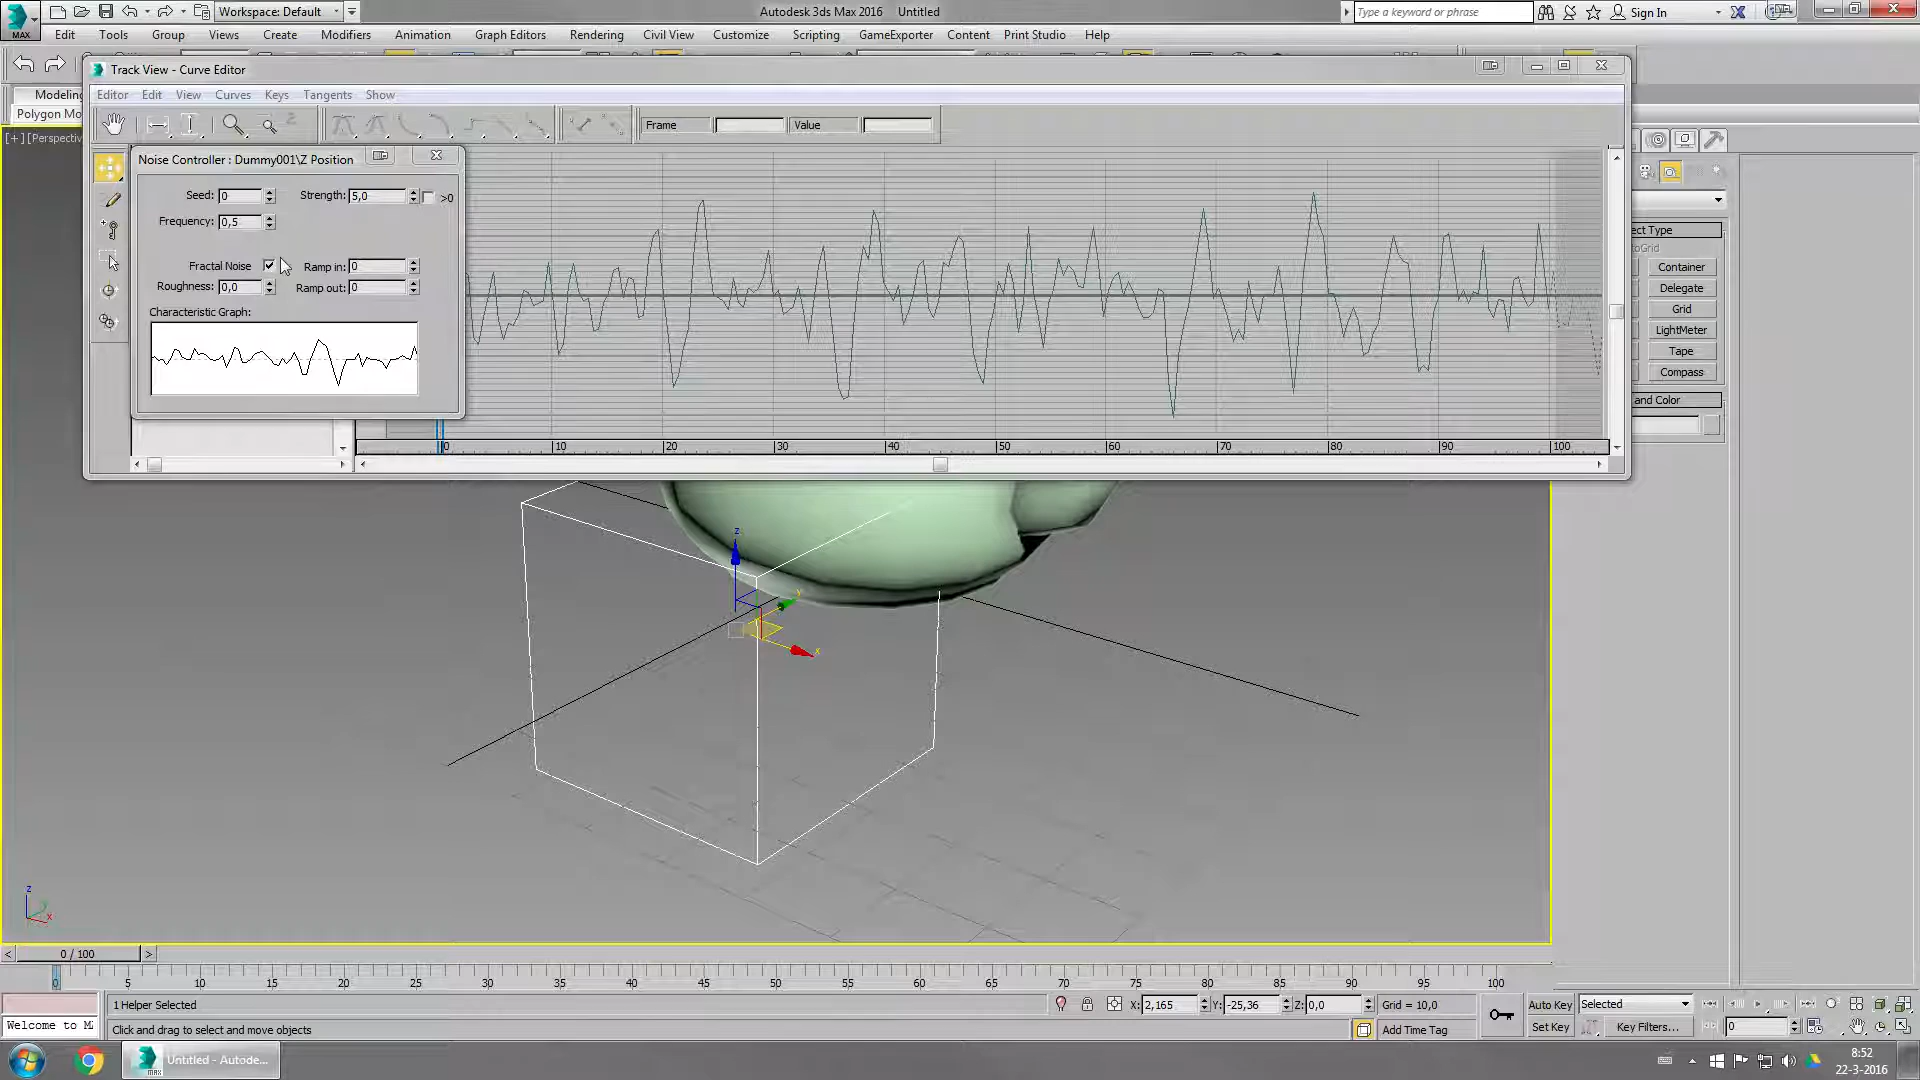 Workspace: Default
Autodesk 3ds Max 2016 Untitled
Type a keyword or phrase
Sign In
MAX
Edit Tools Group Views Create Modifiers Animation Graph Editors Rendering Civil View Customize Scripting GameExporter Content Print Studio Help
Track View - Curve Editor
Modeling
Editor Edit View Curves Keys Tangents Show
Polygon Mo
Frame
Value
[+] [Perspectiv
Noise Controller : Dummy001\Z Position
Seed: 0
Strength: 5,0
>0
Frequency: 0,5
Fractal Noise
Ramp in: 0
Roughness: 0,0
Ramp out: 0
Characteristic Graph:
0 10 20 30 40 50 60 70 80 90 100
ect Type
oGrid
Container
Delegate
Grid
LightMeter
Tape
Compass
and Color
z
y
x
z
y
x
< 0 / 100 >
0 5 10 15 20 25 30 35 40 45 50 55 60 65 70 75 80 85 90 95 100
1 Helper Selected
X: 2,165 Y: -25,36 Z: 0,0
Grid = 10,0
Auto Key
Selected
Welcome to M
Click and drag to select and move objects
Add Time Tag
Set Key
Key Filters...
0
MAX
Untitled - Autode...
8:52
22-3-2016